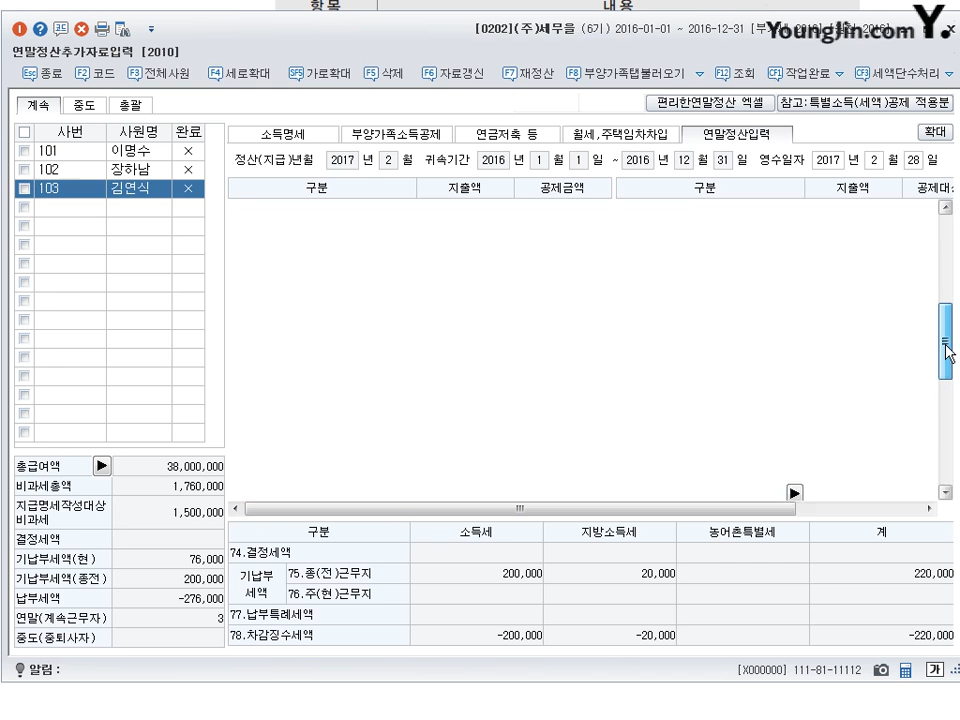 항 목 내 용
[0202](주)세무을 (6기) 2016-01-01 ~ 2016-12-31
Younglin.com Y.
연말정산추가자료입력 [2010]
Esc 종료 F2 코드 F3 전체사원 F4 세로확대 SF5 가로확대 F5 삭제 F6 자료갱신 F7 재정산 F8 부양가족탭불러오기 F12 조회 CF1 작업완료 CF3 세액단수처리
계속 중도 총괄 편리한연말정산 엑셀 참고:특별소득(세액)공제 적용분
사번 사원명 완료 소득명세 부양가족소득공제 연금저축 등 월세,주택임차차입 연말정산입력 확대
101 이명수 ×
102 장하남 ×
103 김연식 ×
정산(지급)년월 2017 년 2 월 귀속기간 2016 년 1 월 1 일 ~ 2016 년 12 월 31 일 영수일자 2017 년 2 월 28 일
구분 지출액 공제금액 구분 지출액
총급여액 38,000,000
비과세총액 1,760,000
지급명세작성대상
비과세 1,500,000
결정세액
기납부세액(현) 76,000
기납부세액(종전) 200,000
납부세액 -276,000
연말(계속근무자) 3
중도(중퇴사자)
구분 소득세 지방소득세 농어촌특별세 계
74.결정세액
기납부
세액
75.종(전)근무지 200,000 20,000 220,000
76.주(현)근무지
77.납부특례세액
78.차감징수세액 -200,000 -20,000 -220,000
알림 : [X000000] 111-81-11112 가